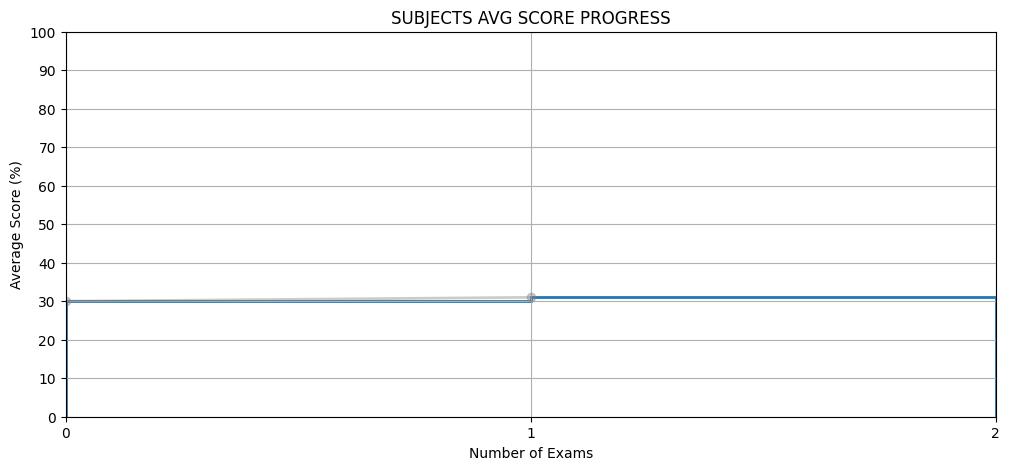 SUBJECTS AVG SCORE PROGRESS
100
90
80
70
60
50
40
30
20
10
0
Average Score (%)
0 1 2
Number of Exams